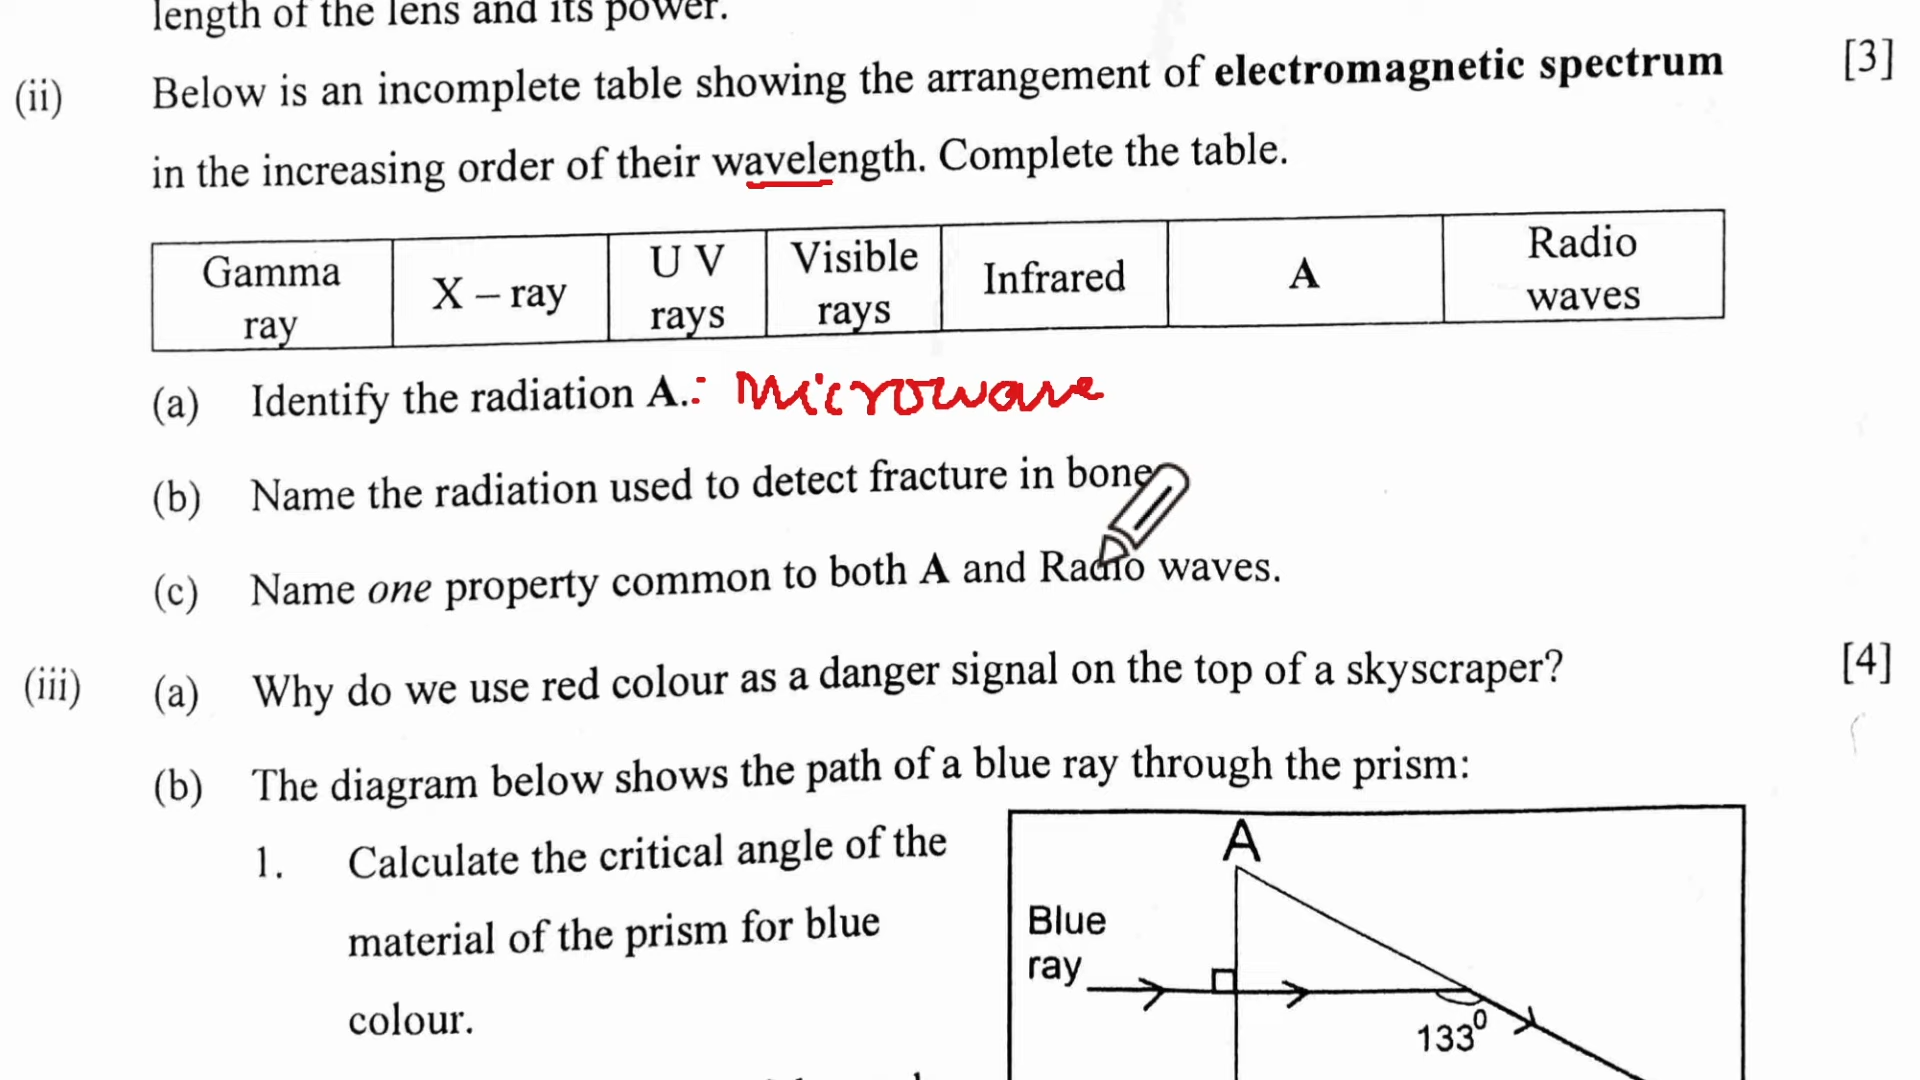 length of the lens and its power.
(ii) Below is an incomplete table showing the arrangement of electromagnetic spectrum [3]
in the increasing order of their wavelength. Complete the table.
Gamma ray
X – ray
U V rays
Visible rays
Infrared
A
Radio waves
(a) Identify the radiation A.: Microwave
(b) Name the radiation used to detect fracture in bone
(c) Name one property common to both A and Radio waves.
(iii) (a) Why do we use red colour as a danger signal on the top of a skyscraper? [4]
(b) The diagram below shows the path of a blue ray through the prism:
1. Calculate the critical angle of the
material of the prism for blue
colour.
A
Blue
ray
133⁰